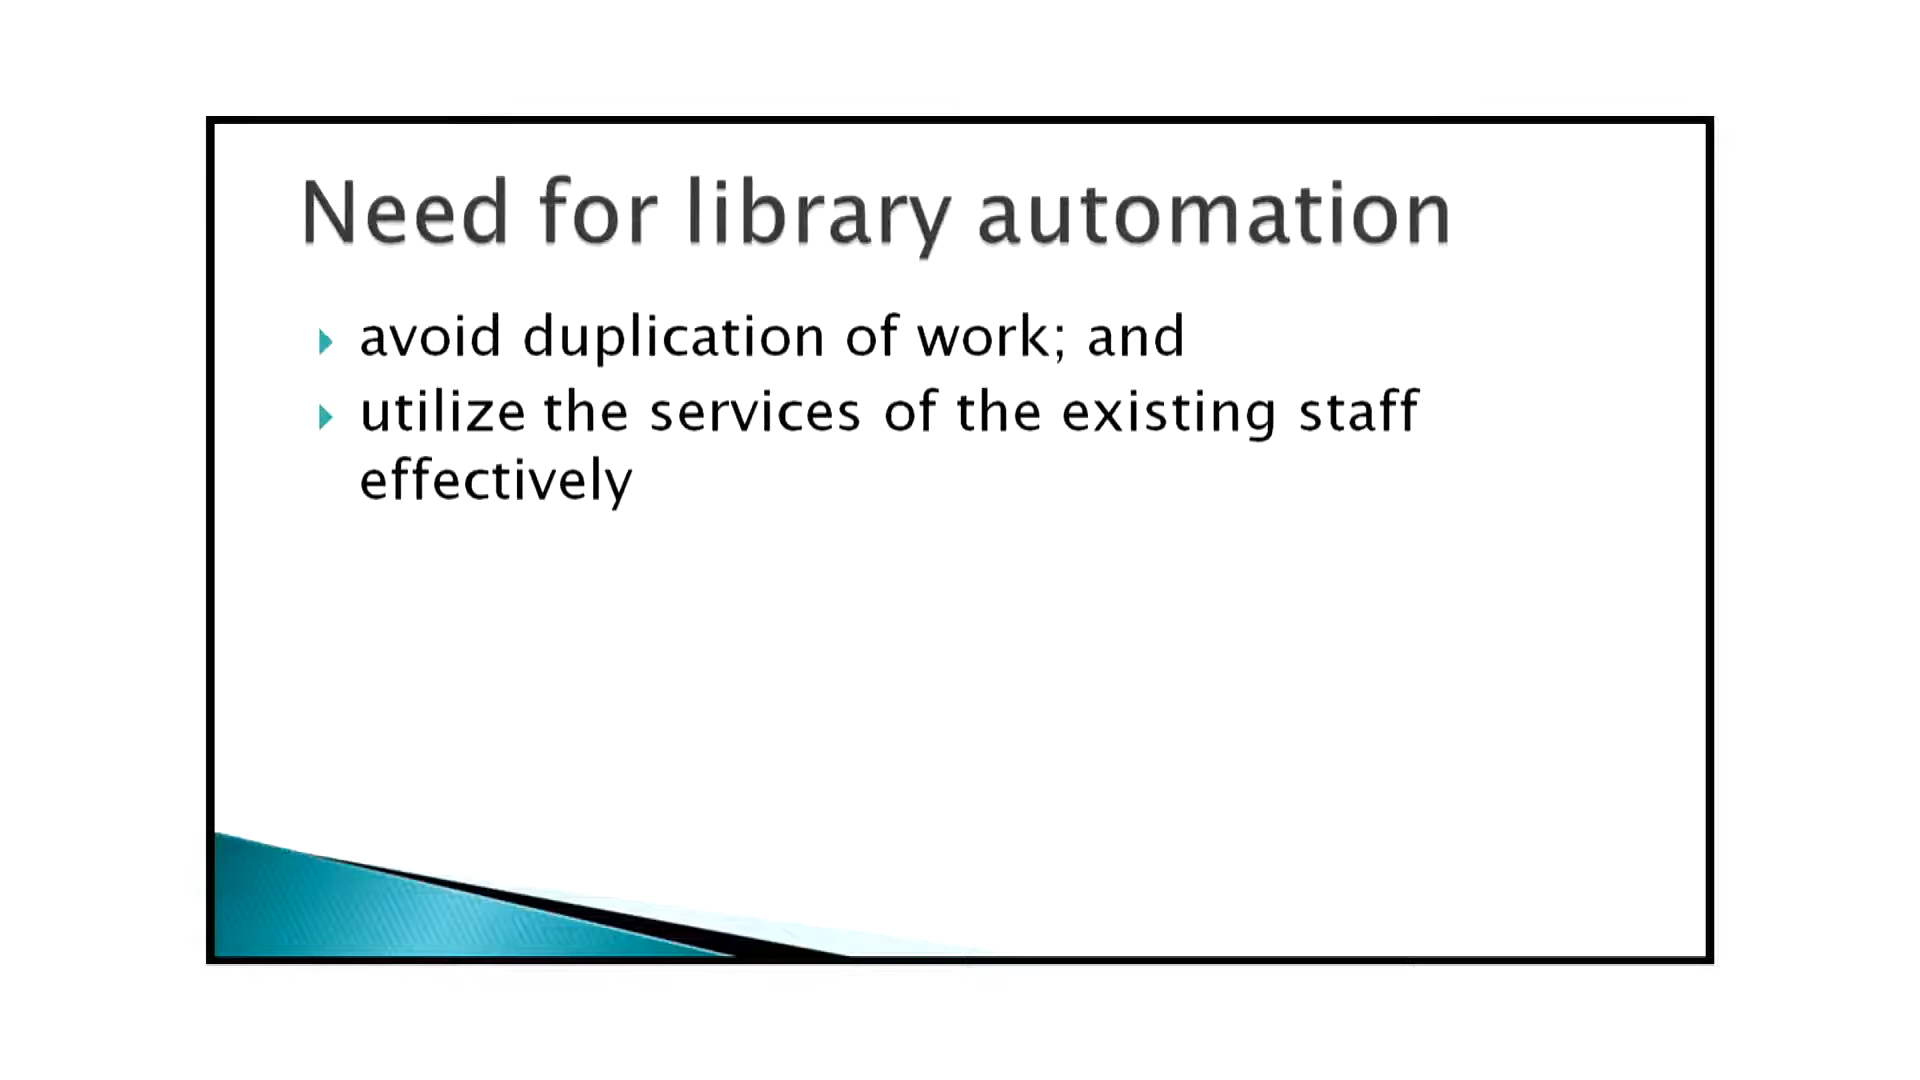 Need for library automation
avoid duplication of work; and
utilize the services of the existing staff
effectively